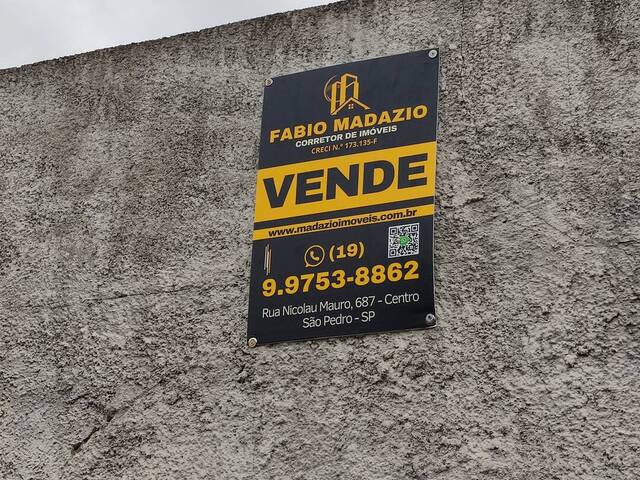 FABIO MADAZIO
CORRETOR DE IMÓVEIS
CRECI N.º 173.135-F
VENDE
www.madazioimoveis.com.br
(19)
9.9753-8862
Rua Nicolau Mauro, 687 - Centro
São Pedro - SP